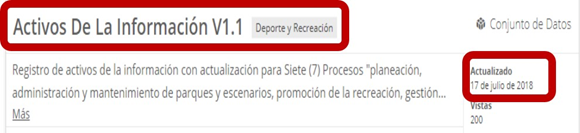 Activos De La Información V1.1 Deporte y Recreación Conjunto de Datos
Registro de activos de la información con actualización para Siete (7) Procesos "planeación,
administración y mantenimiento de parques y escenarios, promoción de la recreación, gestión...
Más
Actualizado
17 de julio de 2018
Vistas
200